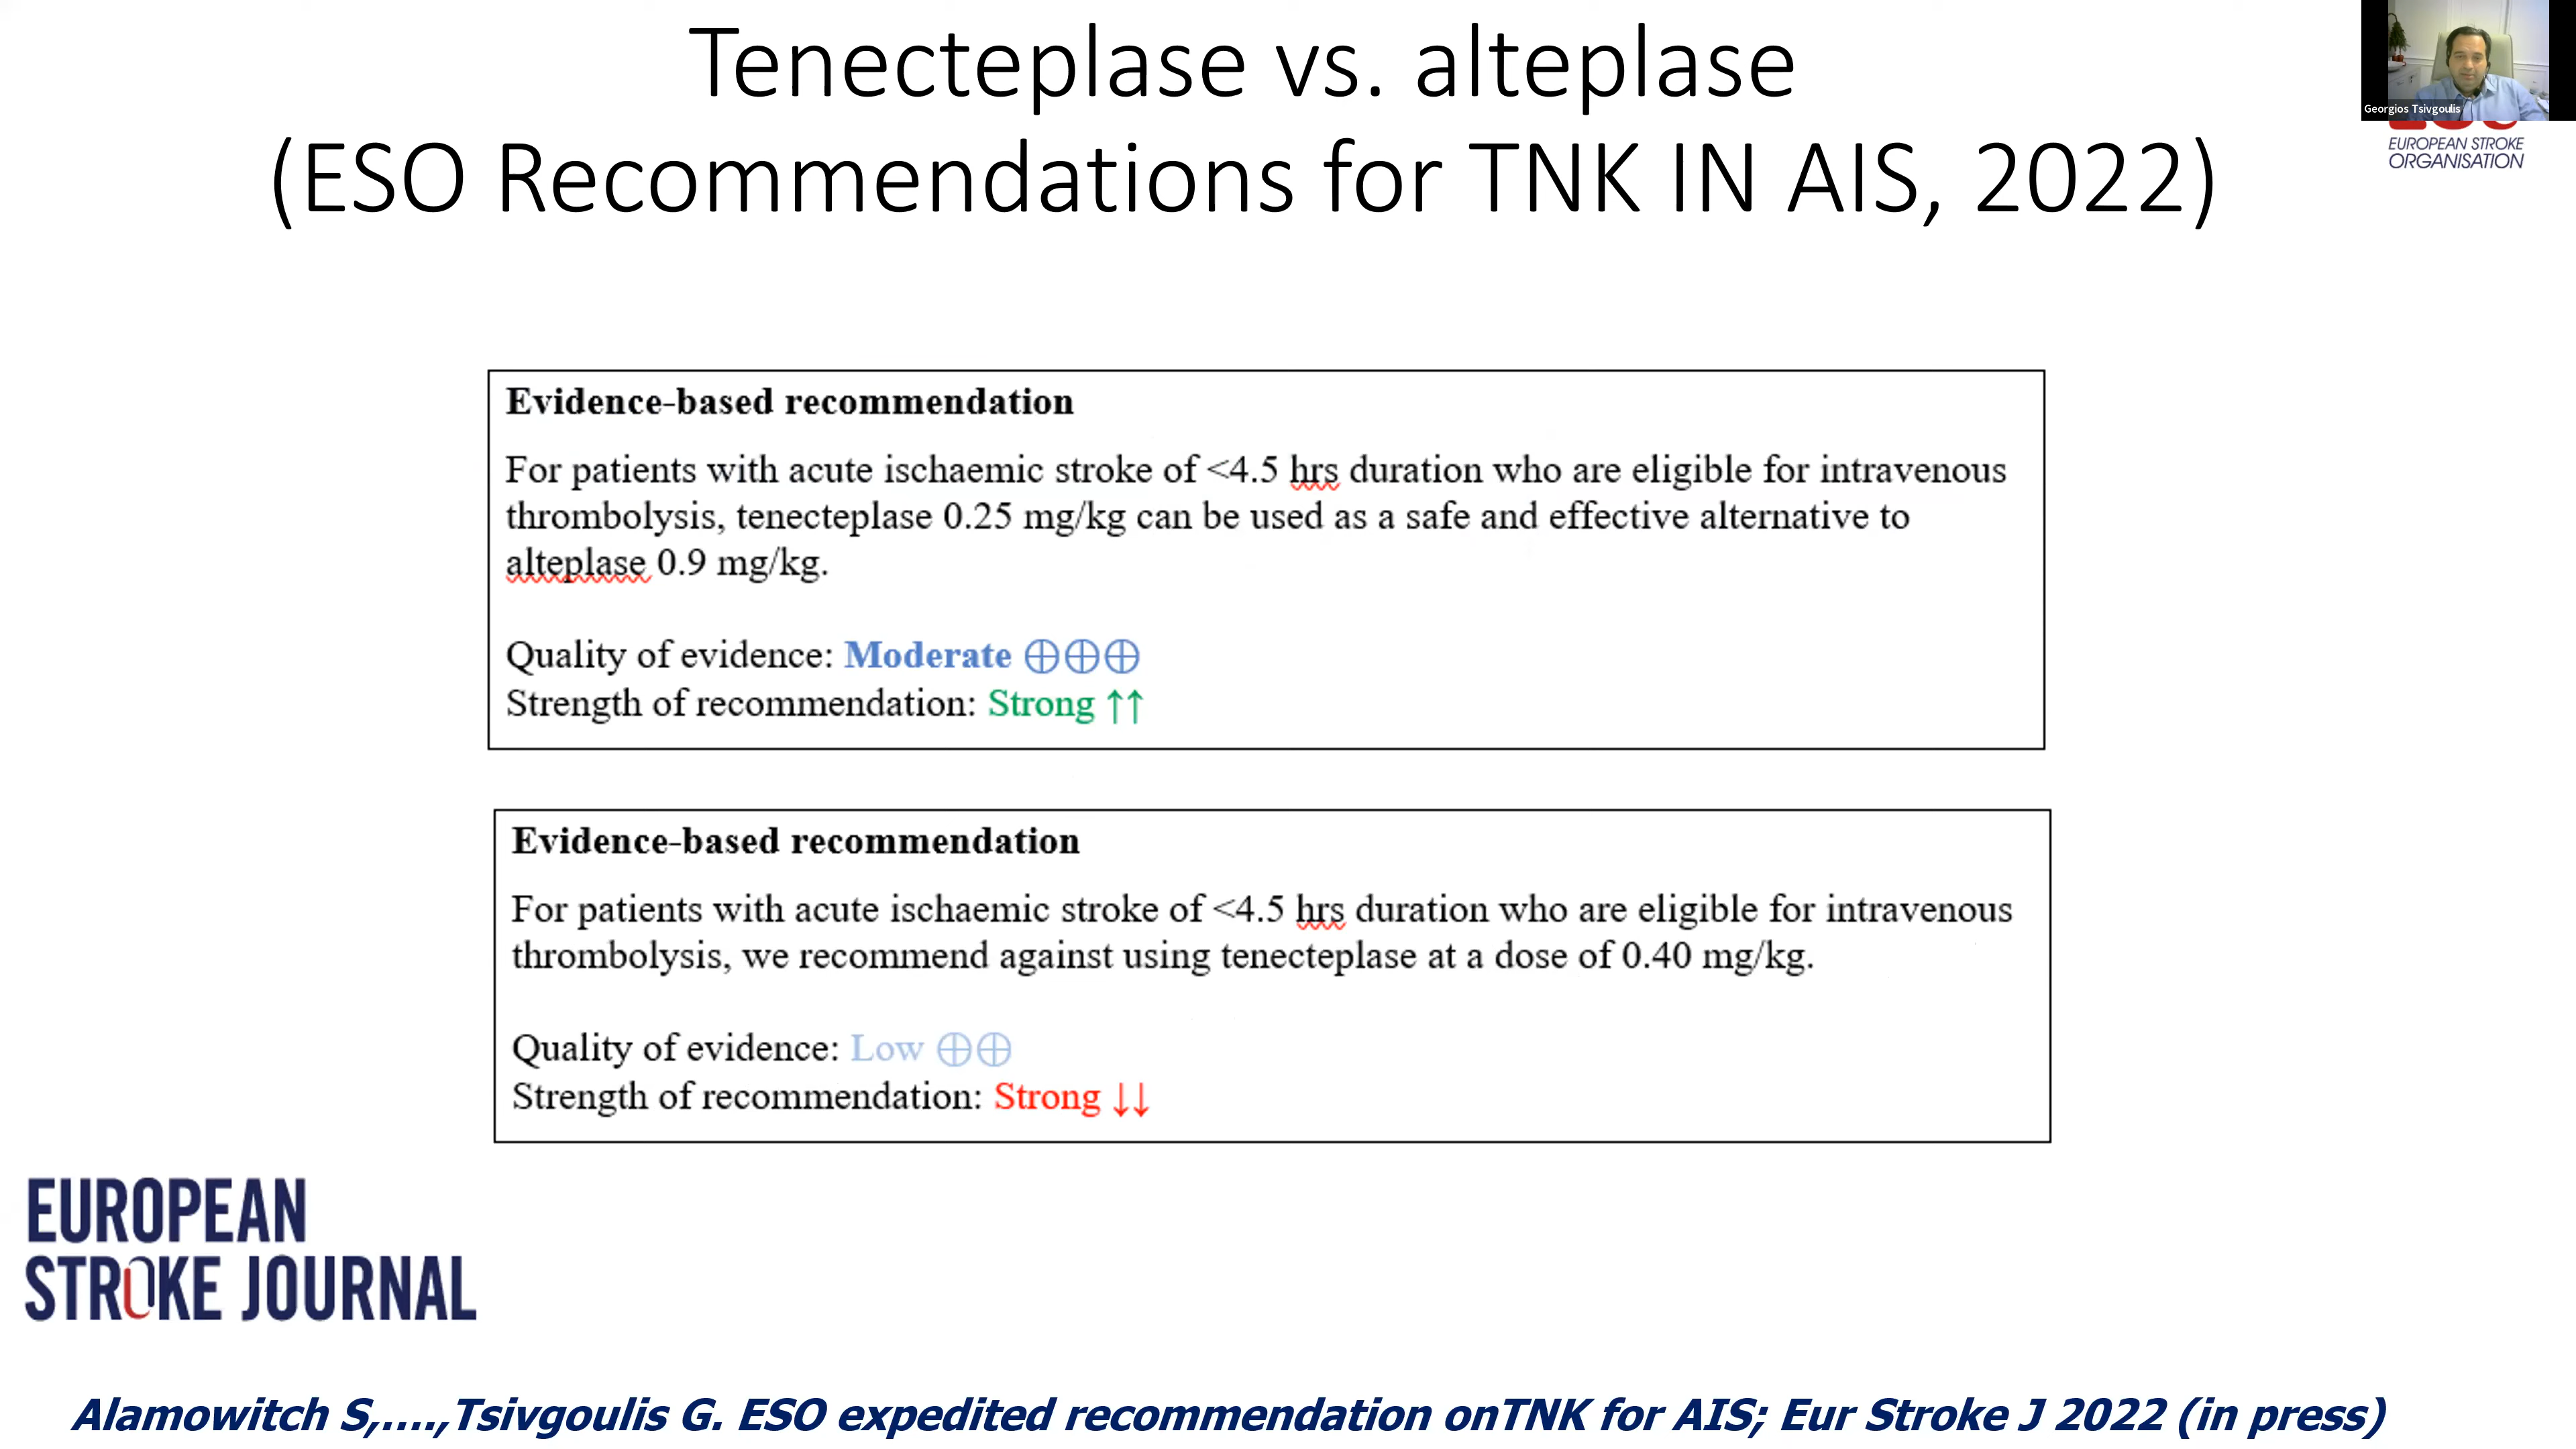 Tenecteplase vs. alteplase
(ESO Recommendations for TNK IN AIS, 2022)
Georgios Tsivgoulis
EUROPEAN STROKE
ORGANISATION
Evidence-based recommendation
For patients with acute ischaemic stroke of <4.5 hrs duration who are eligible for intravenous
thrombolysis, tenecteplase 0.25 mg/kg can be used as a safe and effective alternative to
alteplase 0.9 mg/kg.
Quality of evidence: Moderate ⊕⊕⊕
Strength of recommendation: Strong ↑↑
Evidence-based recommendation
For patients with acute ischaemic stroke of <4.5 hrs duration who are eligible for intravenous
thrombolysis, we recommend against using tenecteplase at a dose of 0.40 mg/kg.
Quality of evidence: Low ⊕⊕
Strength of recommendation: Strong ↓↓
EUROPEAN
STROKE JOURNAL
Alamowitch S,....,Tsivgoulis G. ESO expedited recommendation onTNK for AIS; Eur Stroke J 2022 (in press)